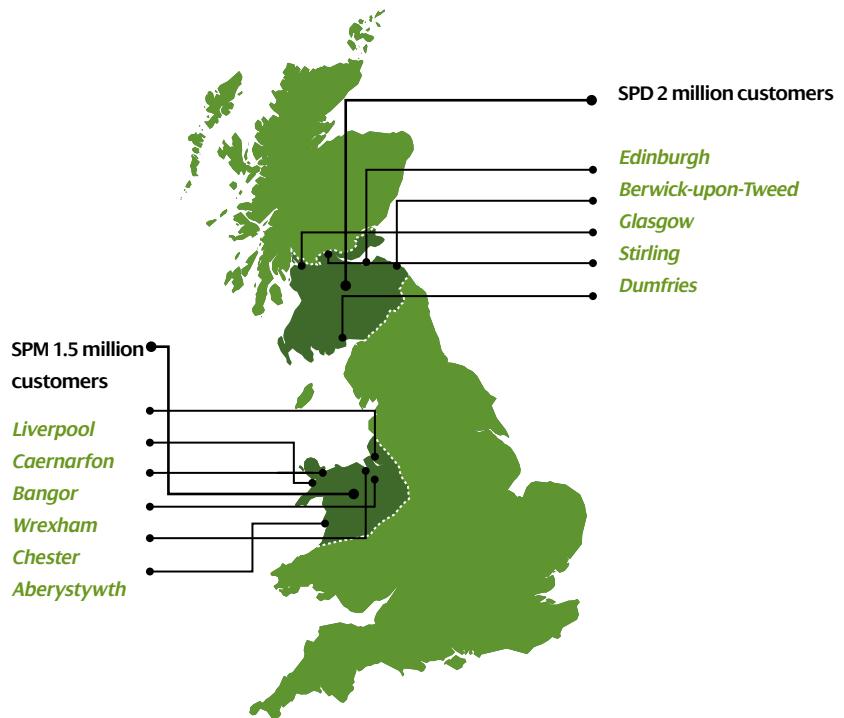 SPD 2 million customers
Edinburgh
Berwick-upon-Tweed
Glasgow
Stirling
Dumfries
SPM 1.5 million
customers
Liverpool
Caernarfon
Bangor
Wrexham
Chester
Aberystywth